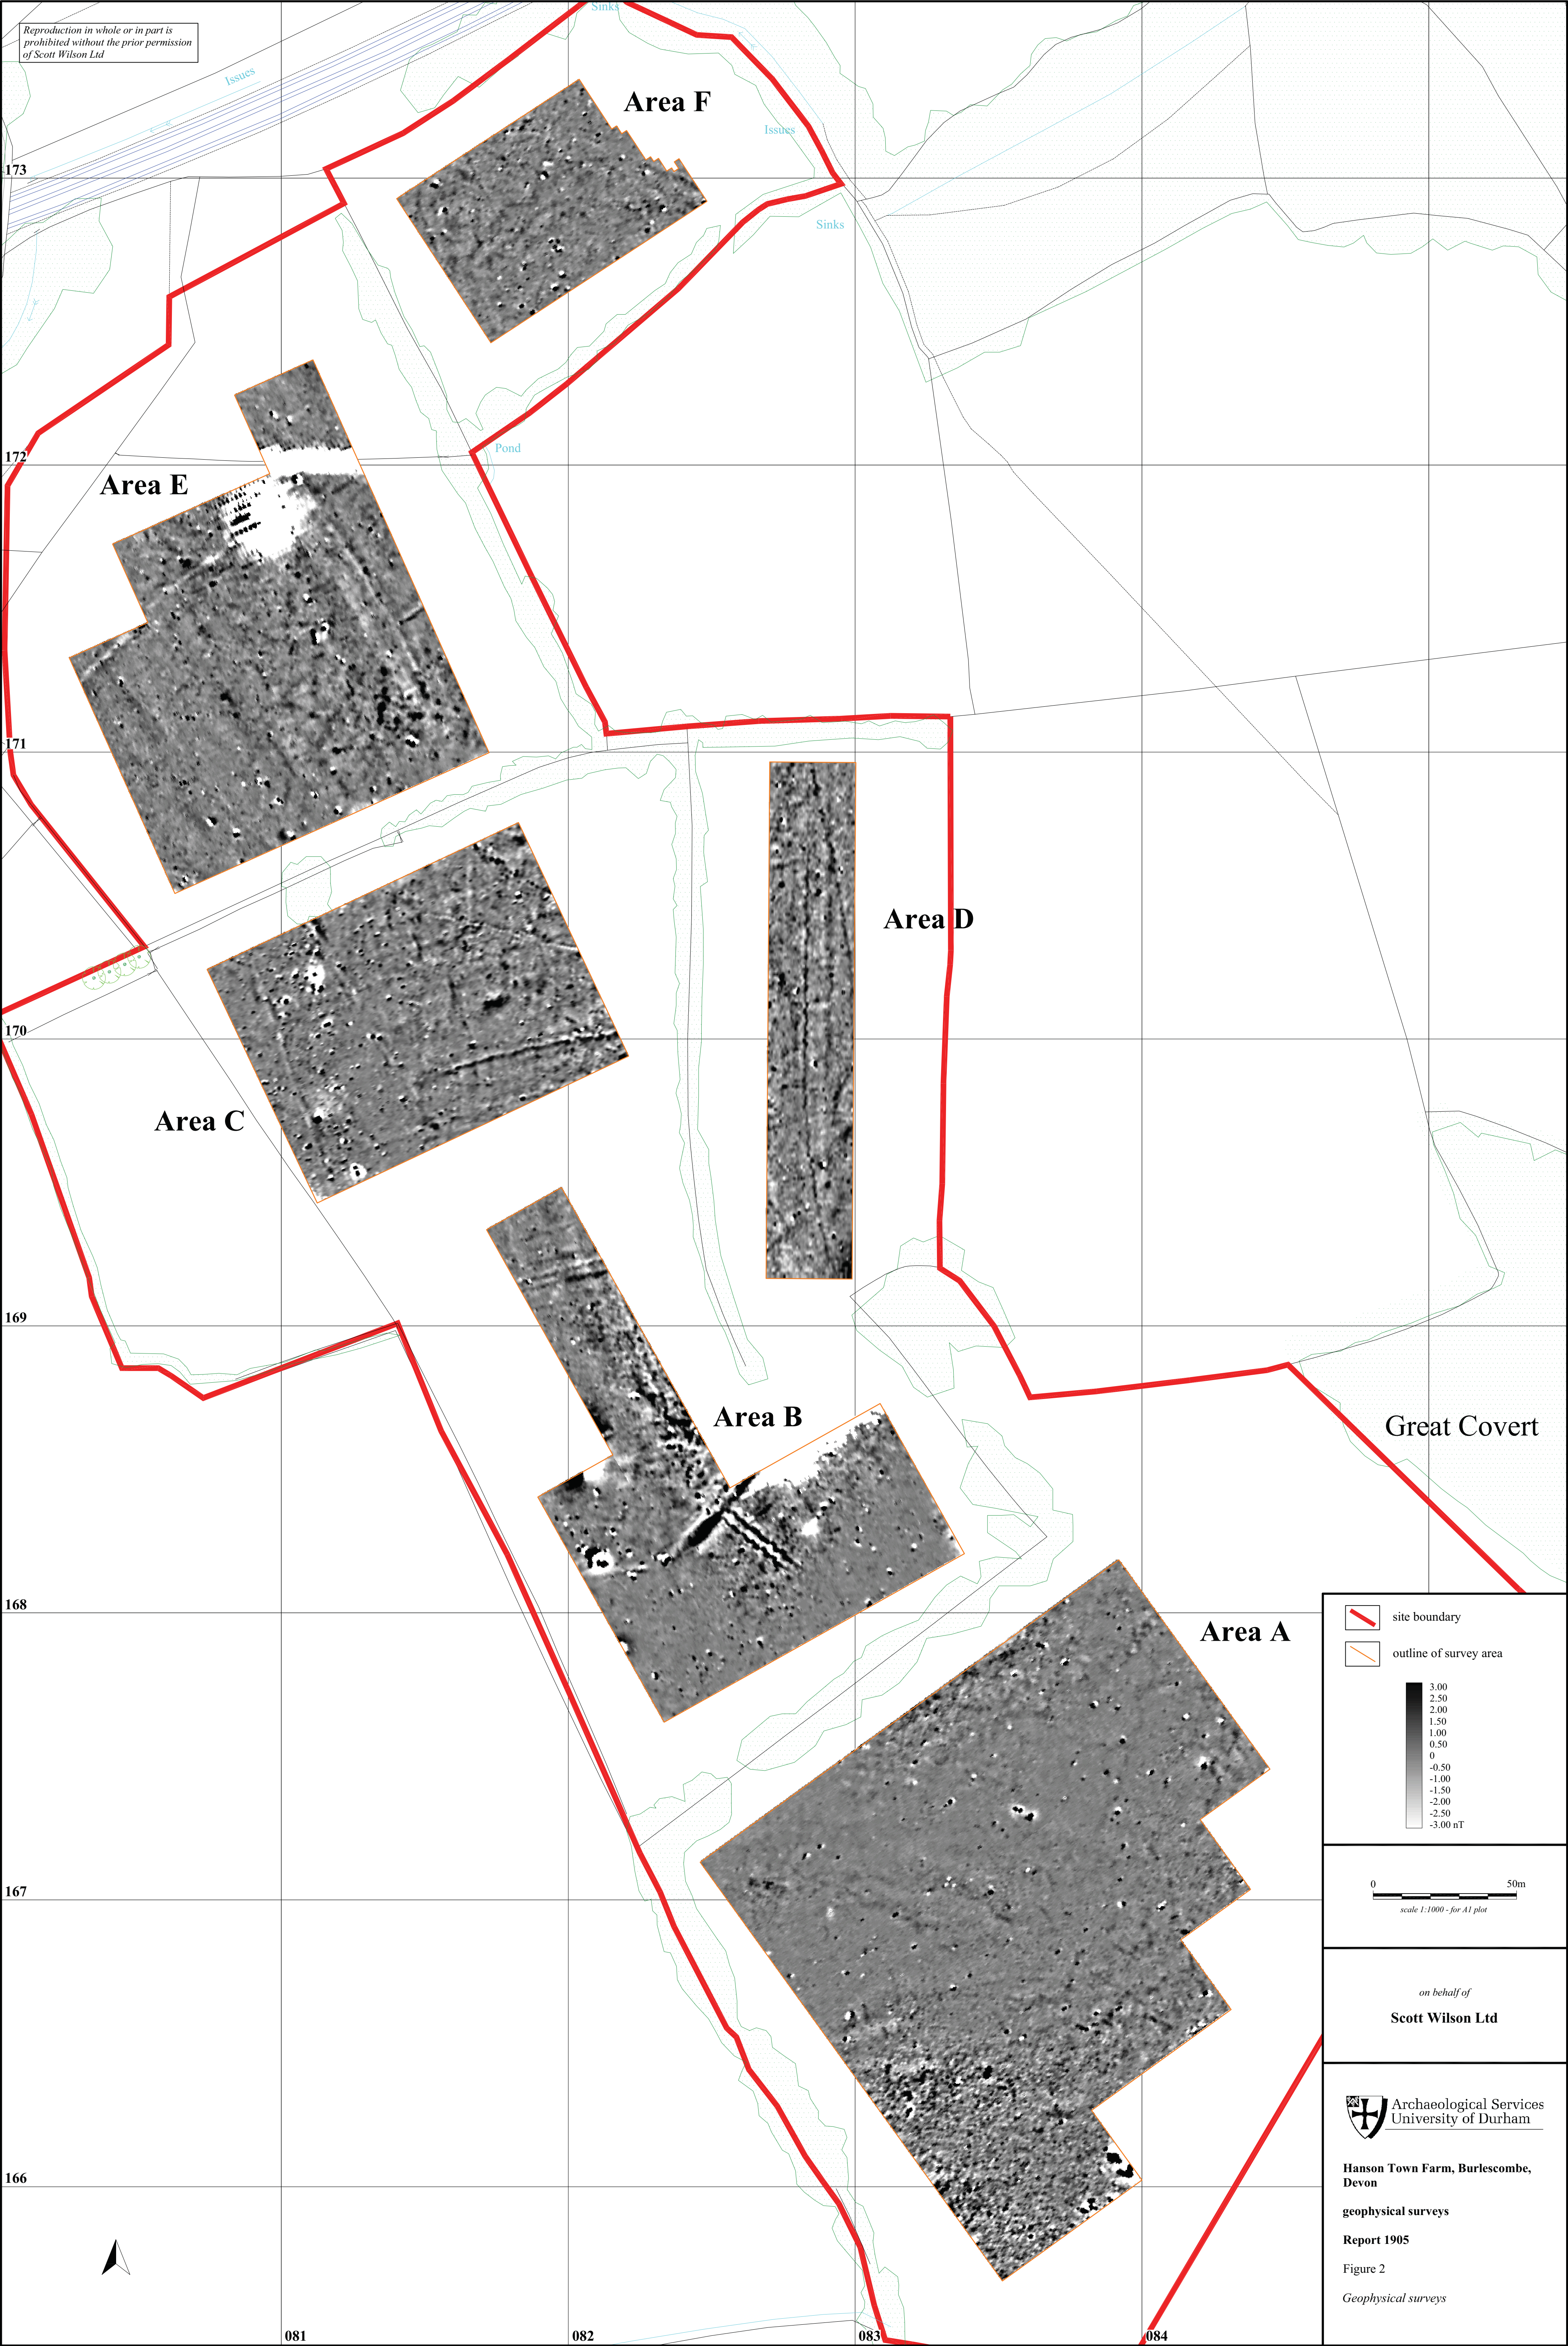 Reproduction in whole or in part is
prohibited without the prior permission
of Scott Wilson Ltd
Sinks
Issues
Area F
Issues
173
Sinks
Pond
172
Area E
171
Area D
170
Area C
169
Area B
Great Covert
168
Area A
site boundary
outline of survey area
3.00
2.50
2.00
1.50
1.00
0.50
0
-0.50
-1.00
-1.50
-2.00
-2.50
-3.00 nT
167
0 50m
scale 1:1000 - for A1 plot
on behalf of
Scott Wilson Ltd
Archaeological Services
University of Durham
166
Hanson Town Farm, Burlescombe,
Devon
geophysical surveys
Report 1905
Figure 2
Geophysical surveys
081 082 083 084